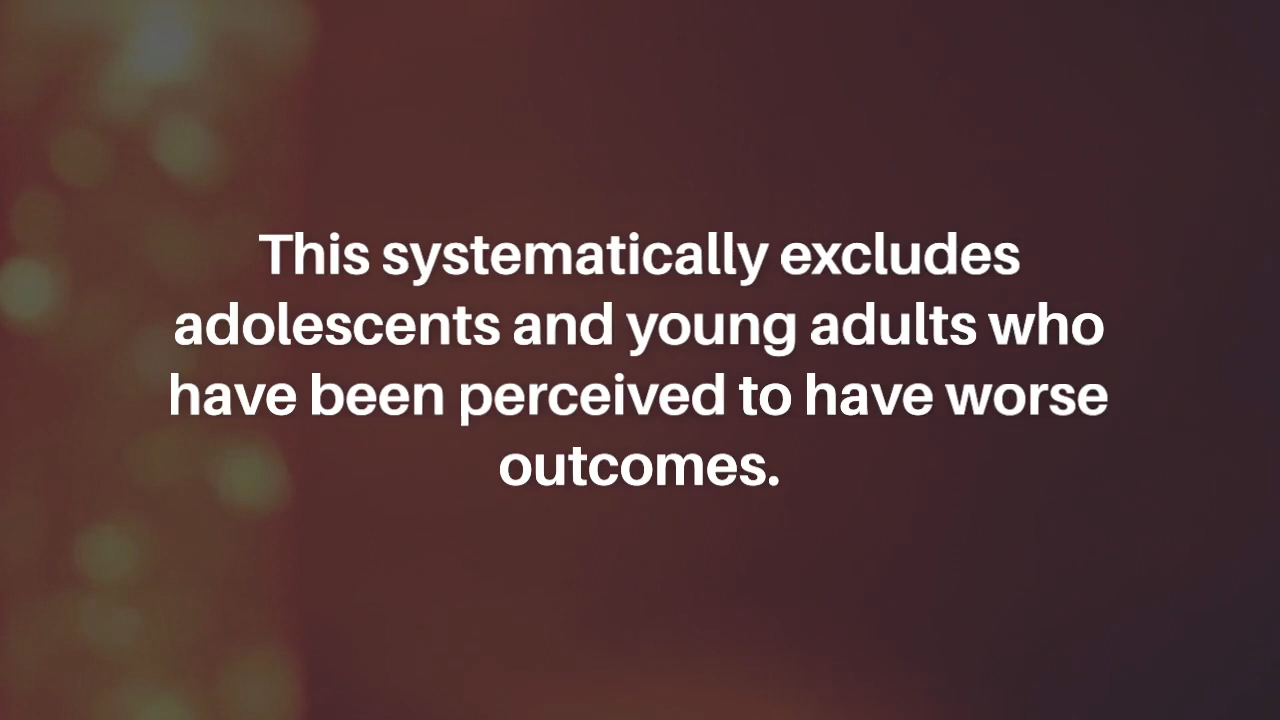 This systematically excludes
adolescents and young adults who
have been perceived to have worse
outcomes.